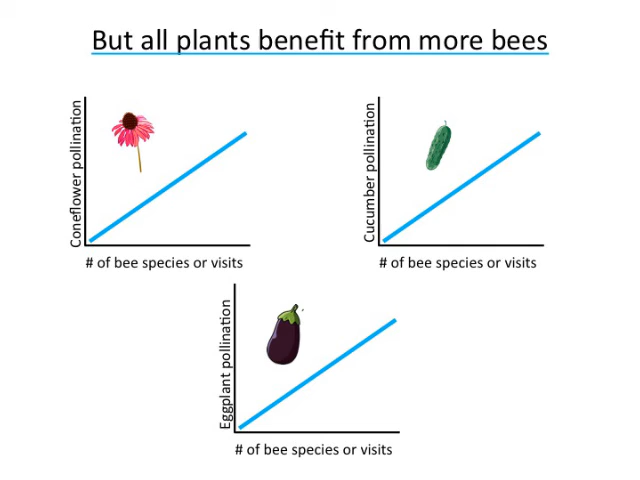 But all plants benefit from more bees
Coneflower pollination
# of bee species or visits
Cucumber pollination
# of bee species or visits
Eggplant pollination
# of bee species or visits